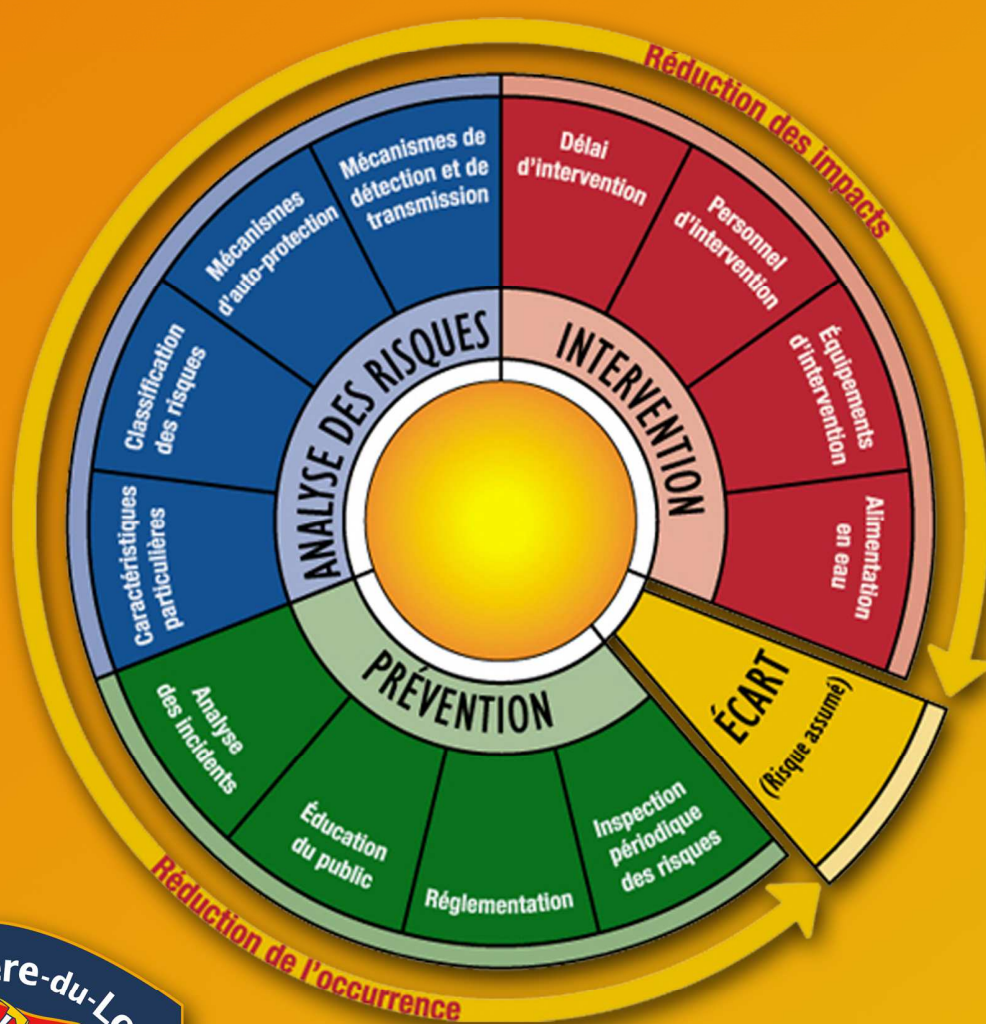 Réduction des impacts
Mécanismes de
détection et de
transmission
Délai
d'intervention
Mécanismes
d'auto-protection
Personnel
d'intervention
Classification
des risques
Équipements
d'intervention
Caractéristiques
particulières
Alimentation
en eau
ANALYSE DES RISQUES
INTERVENTION
PRÉVENTION
ÉCART
(Risque assumé)
Analyse
des incidents
Éducation
du public
Réglementation
Inspection
périodique
des risques
Réduction de l'occurrence